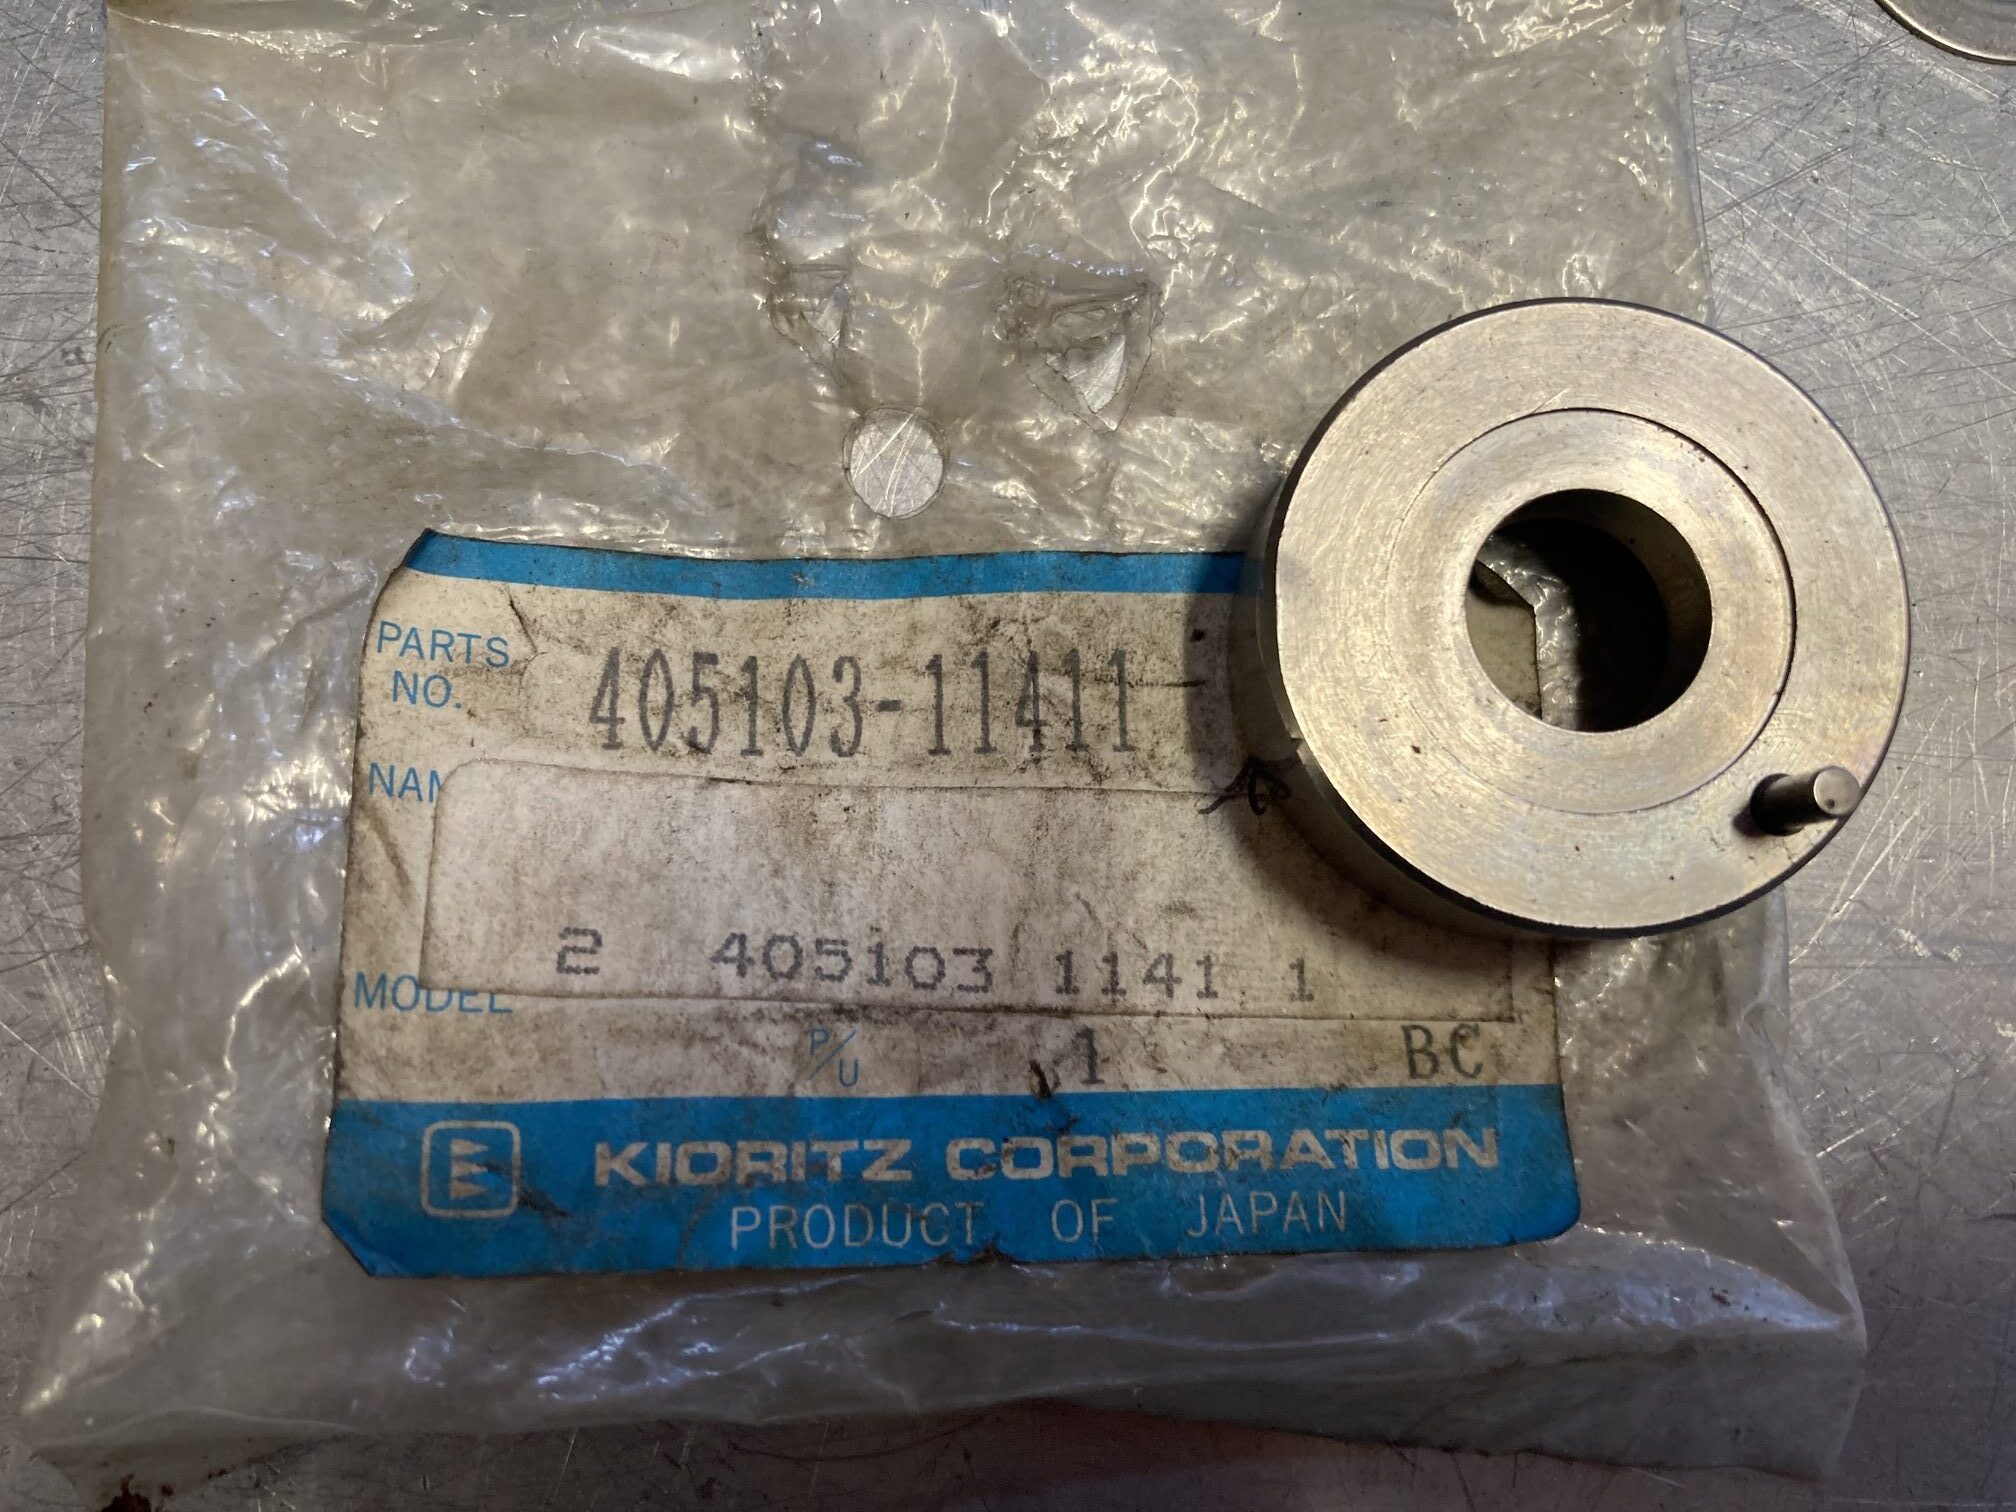 PARTS NO. 405103-11411
NAM
2 405103 1141 1
MODEL
P/U 1 BC
KIORITZ CORPORATION
PRODUCT OF JAPAN